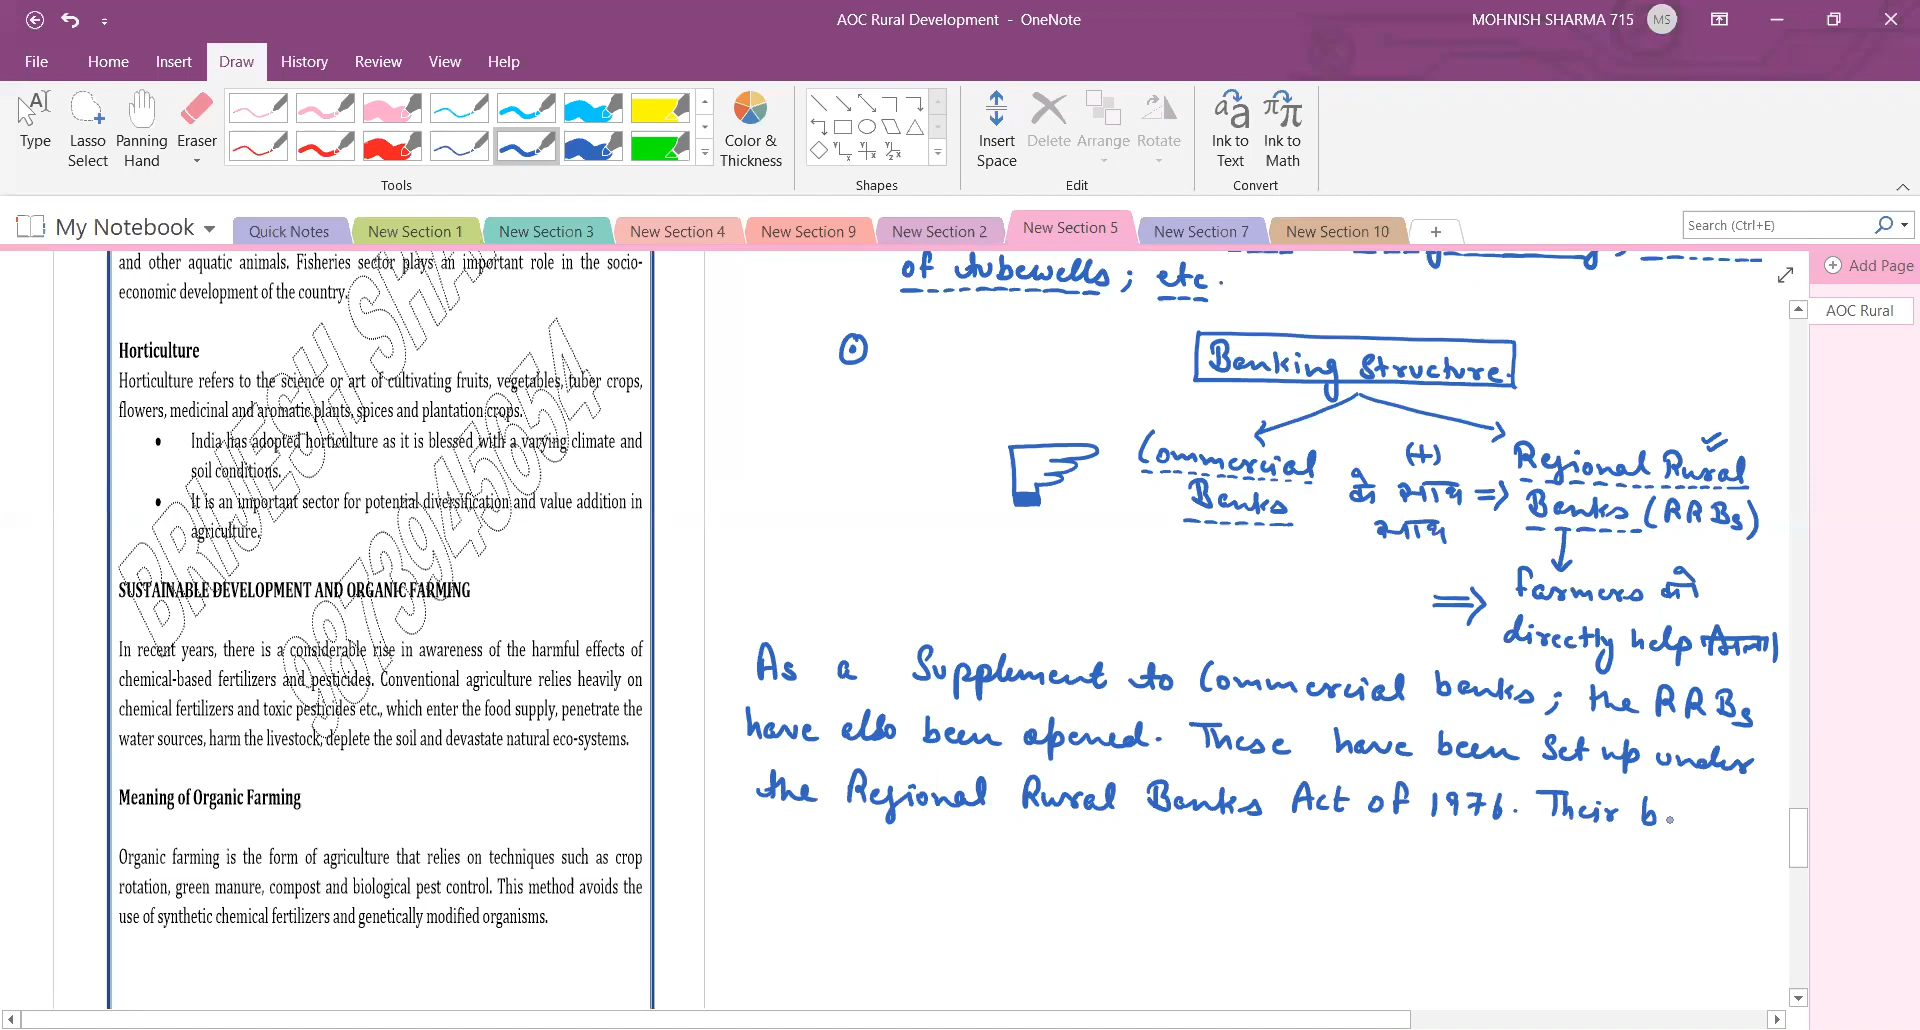 AOC Rural Development - OneNote
MOHNISH SHARMA 715
MS
File
Home
Insert
Draw
History
Review
View
Help
Type
Lasso Select
Panning Hand
Eraser
Color & Thickness
Insert Space
Delete
Arrange
Rotate
Ink to Text
Ink to Math
Tools
Shapes
Edit
Convert
My Notebook
Quick Notes
New Section 1
New Section 3
New Section 4
New Section 9
New Section 2
New Section 5
New Section 7
New Section 10
Search (Ctrl+E)
Add Page
AOC Rural
and other aquatic animals. Fisheries sector plays an important role in the socio-
economic development of the country.
Horticulture
Horticulture refers to the science or art of cultivating fruits, vegetables, tuber crops,
flowers, medicinal and aromatic plants, spices and plantation crops.
• India has adopted horticulture as it is blessed with a varying climate and
soil conditions.
• It is an important sector for potential diversification and value addition in
agriculture.
SUSTAINABLE DEVELOPMENT AND ORGANIC FARMING
In recent years, there is a considerable rise in awareness of the harmful effects of
chemical-based fertilizers and pesticides. Conventional agriculture relies heavily on
chemical fertilizers and toxic pesticides etc., which enter the food supply, penetrate the
water sources, harm the livestock, deplete the soil and devastate natural eco-systems.
Meaning of Organic Farming
Organic farming is the form of agriculture that relies on techniques such as crop
rotation, green manure, compost and biological pest control. This method avoids the
use of synthetic chemical fertilizers and genetically modified organisms.
BRIJESH SHA
9873945654
of tubewells; etc.
Banking Structure.
Commercial
Banks
(+)
के साथ
साथ
Regional Rural
Banks (RRBs)
farmers को
directly help
As a Supplement to Commercial banks; the RRBs
have also been opened. These have been set up under
the Regional Rural Banks Act of 1976. Their b